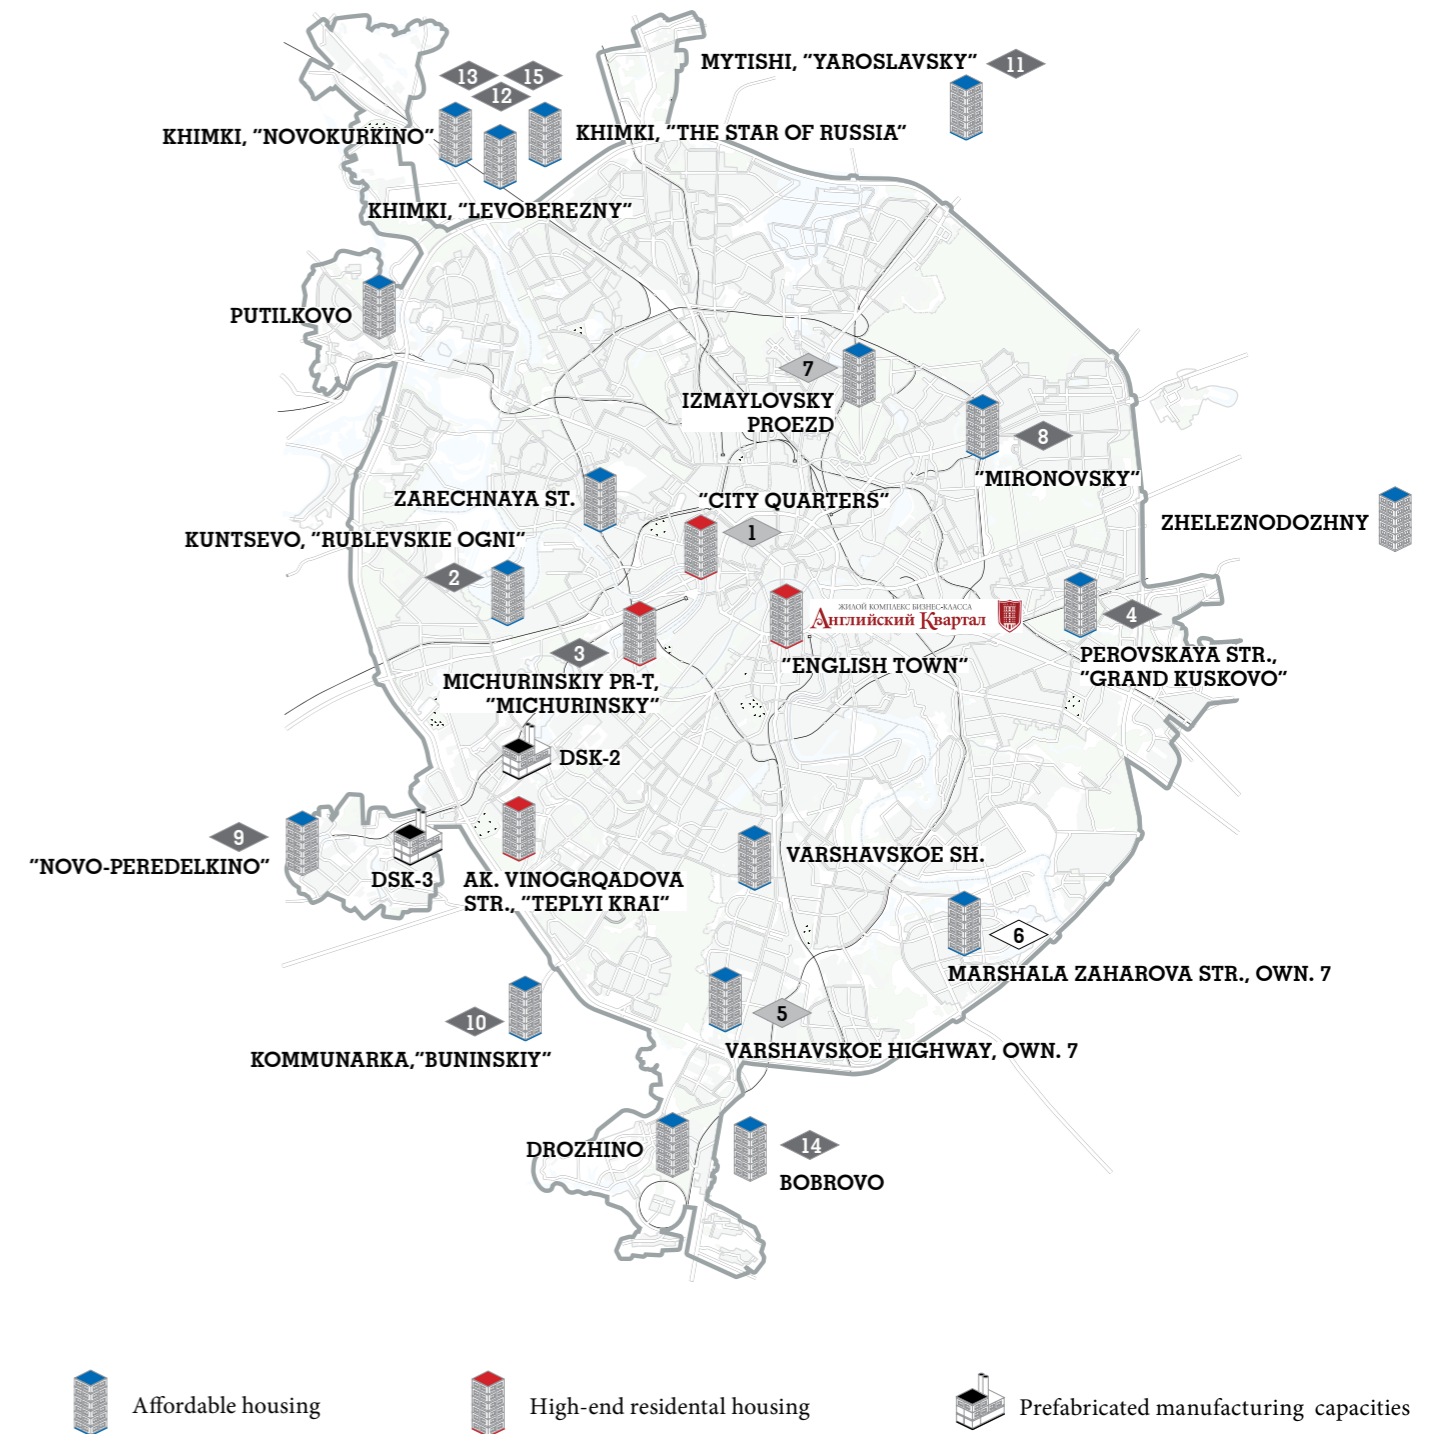 MYTISHI, "YAROSLAVSKY"
11
13
15
12
KHIMKI, "NOVOKURKINO"
KHIMKI, "THE STAR OF RUSSIA"
KHIMKI, "LEVOBEREZNY"
PUTILKOVO
7
IZMAYLOVSKY
PROEZD
8
"MIRONOVSKY"
ZARECHNAYA ST.
"CITY QUARTERS"
1
ZHELEZNODOZHNY
KUNTSEVO, "RUBLEVSKIE OGNI"
2
ЖИЛОЙ КОМПЛЕКС БИЗНЕС-КЛАССА
Английский Квартал
4
3
"ENGLISH TOWN"
PEROVSKAYA STR.,
"GRAND KUSKOVO"
MICHURINSKIY PR-T,
"MICHURINSKY"
DSK-2
9
"NOVO-PEREDELKINO"
DSK-3
AK. VINOGRQADOVA
STR., "TEPLYI KRAI"
VARSHAVSKOE SH.
6
MARSHALA ZAHAROVA STR., OWN. 7
10
KOMMUNARKA,"BUNINSKIY"
5
VARSHAVSKOE HIGHWAY, OWN. 7
DROZHINO
14
BOBROVO
Affordable housing
High-end residental housing
Prefabricated manufacturing capacities